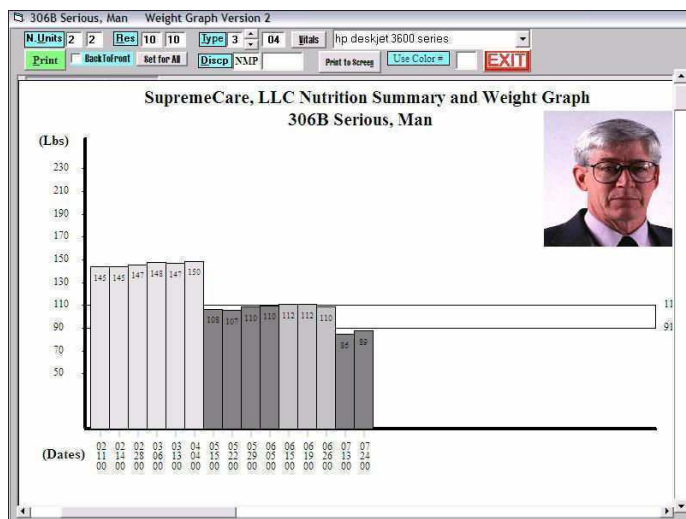 306B Serious, Man Weight Graph Version 2
N.Units 2 2 Res 10 10 Type 3 04 Vitals hp deskjet 3600 series
Print BackToFront Set for All Discp NMP Print to Screen Use Color = EXIT
SupremeCare, LLC Nutrition Summary and Weight Graph
306B Serious, Man
(Lbs)
230
210
190
170
150
130
110
90
70
50
145 145 147 148 147 150 108 107 110 110 112 112 110 86 89
11
91
(Dates)
02 02 02 03 03 04 05 05 05 06 06 06 06 07 07
11 14 28 06 13 04 15 22 29 05 15 19 26 13 24
00 00 00 00 00 00 00 00 00 00 00 00 00 00 00